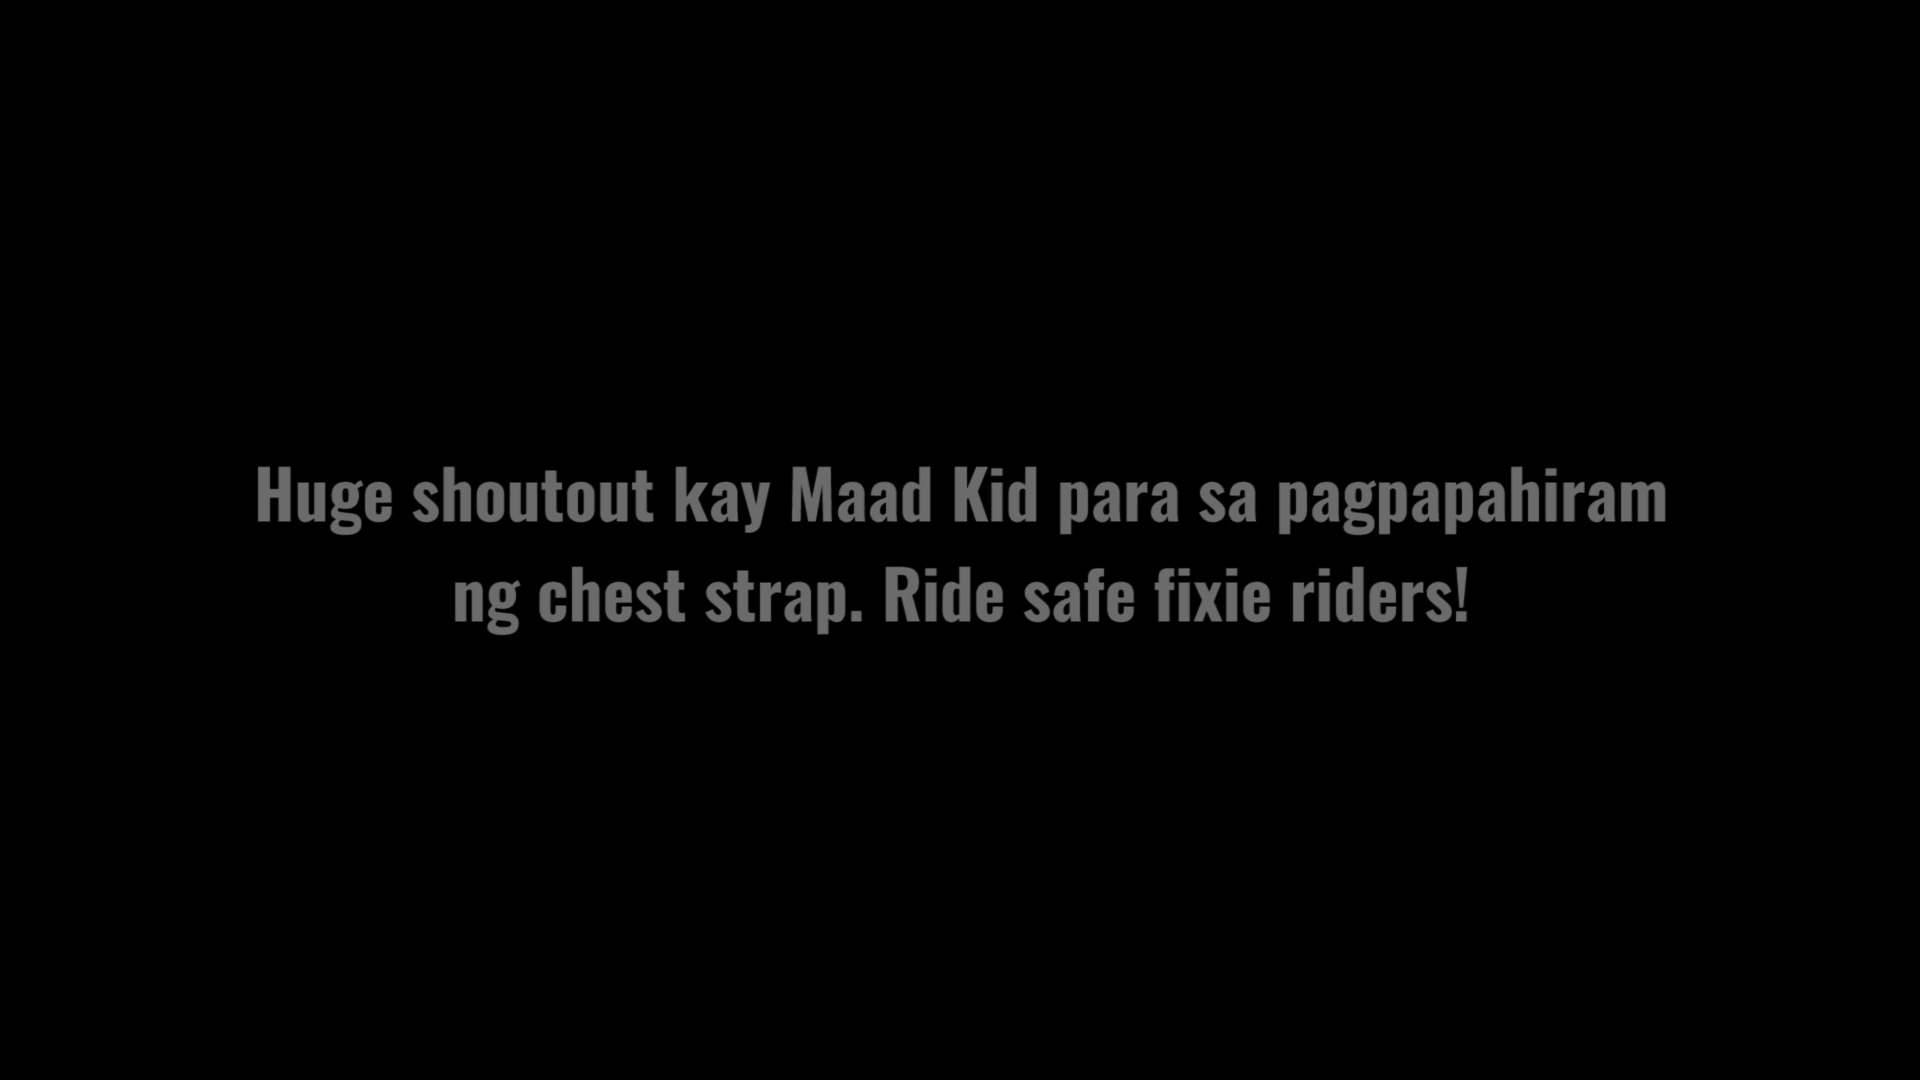 Huge shoutout kay Maad Kid para sa pagpapahiram
ng chest strap. Ride safe fixie riders!